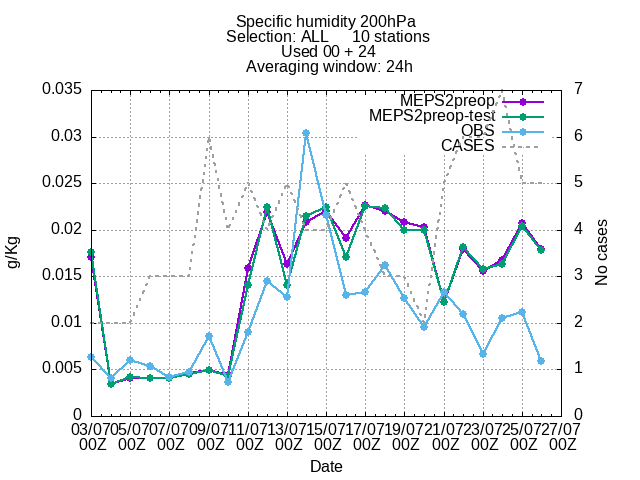 Specific humidity 200hPa
Selection: ALL 10 stations
Used 00 + 24
Averaging window: 24h
0.035
0.03
0.025
0.02
0.015
0.01
0.005
0
g/Kg
7
6
5
4
3
2
1
0
No cases
MEPS2preop
MEPS2preop-test
OBS
CASES
03/07 05/07 07/07 09/07 11/07 13/07 15/07 17/07 19/07 21/07 23/07 25/07 27/07
00Z 00Z 00Z 00Z 00Z 00Z 00Z 00Z 00Z 00Z 00Z 00Z 00Z
Date